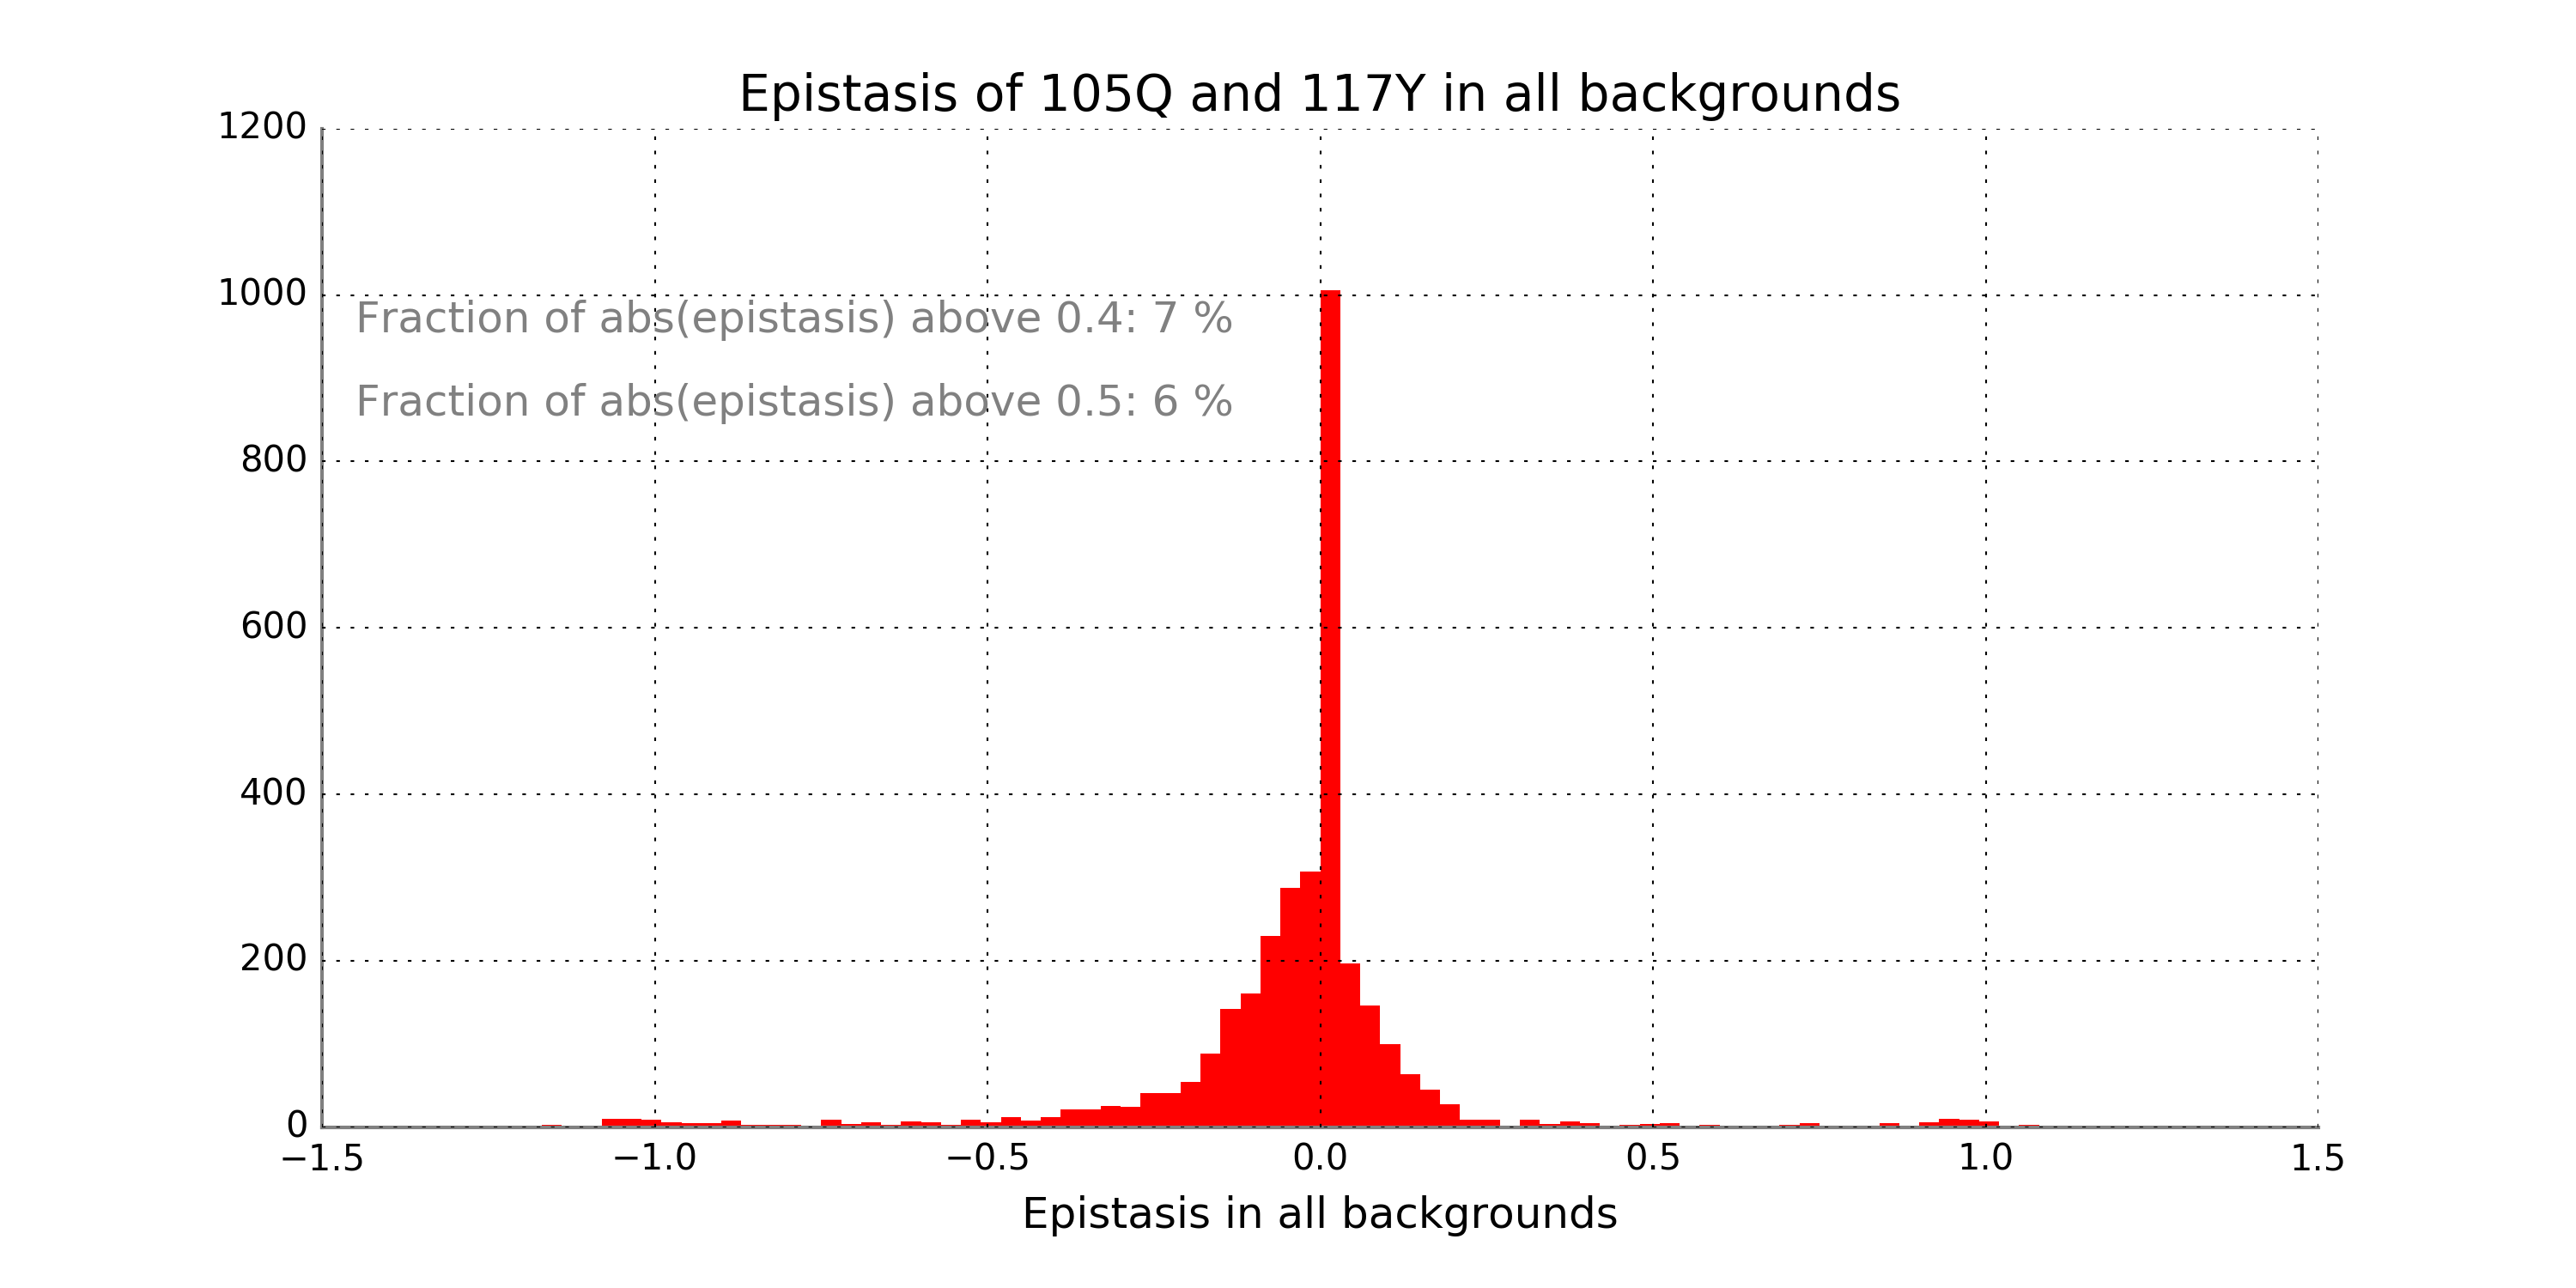 Epistasis of 105Q and 117Y in all backgrounds
1200
1000
Fraction of abs(epistasis) above 0.4: 7 %
Fraction of abs(epistasis) above 0.5: 6 %
800
600
400
200
0
−1.5 −1.0 −0.5 0.0 0.5 1.0 1.5
Epistasis in all backgrounds